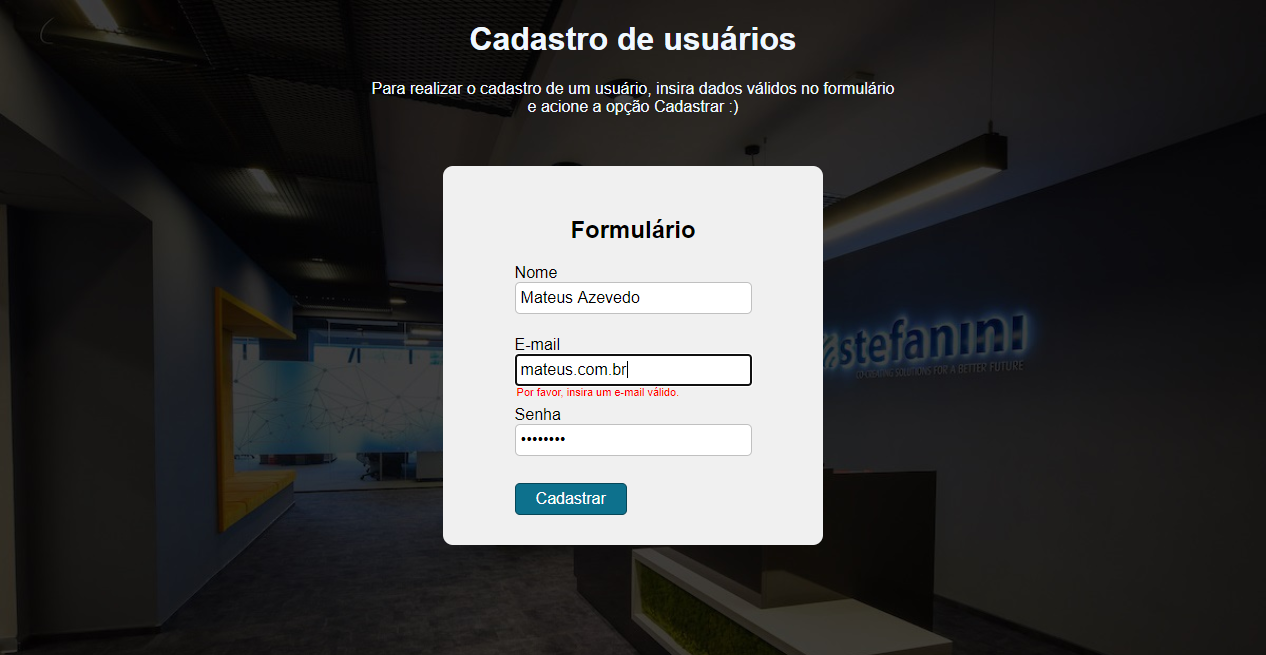 Cadastro de usuários
Para realizar o cadastro de um usuário, insira dados válidos no formulário
e acione a opção Cadastrar :)
Formulário
Nome
Mateus Azevedo
E-mail
mateus.com.br
Por favor, insira um e-mail válido.
Senha
••••••••
Cadastrar
stefanini
CO-CREATING SOLUTIONS FOR A BETTER FUTURE